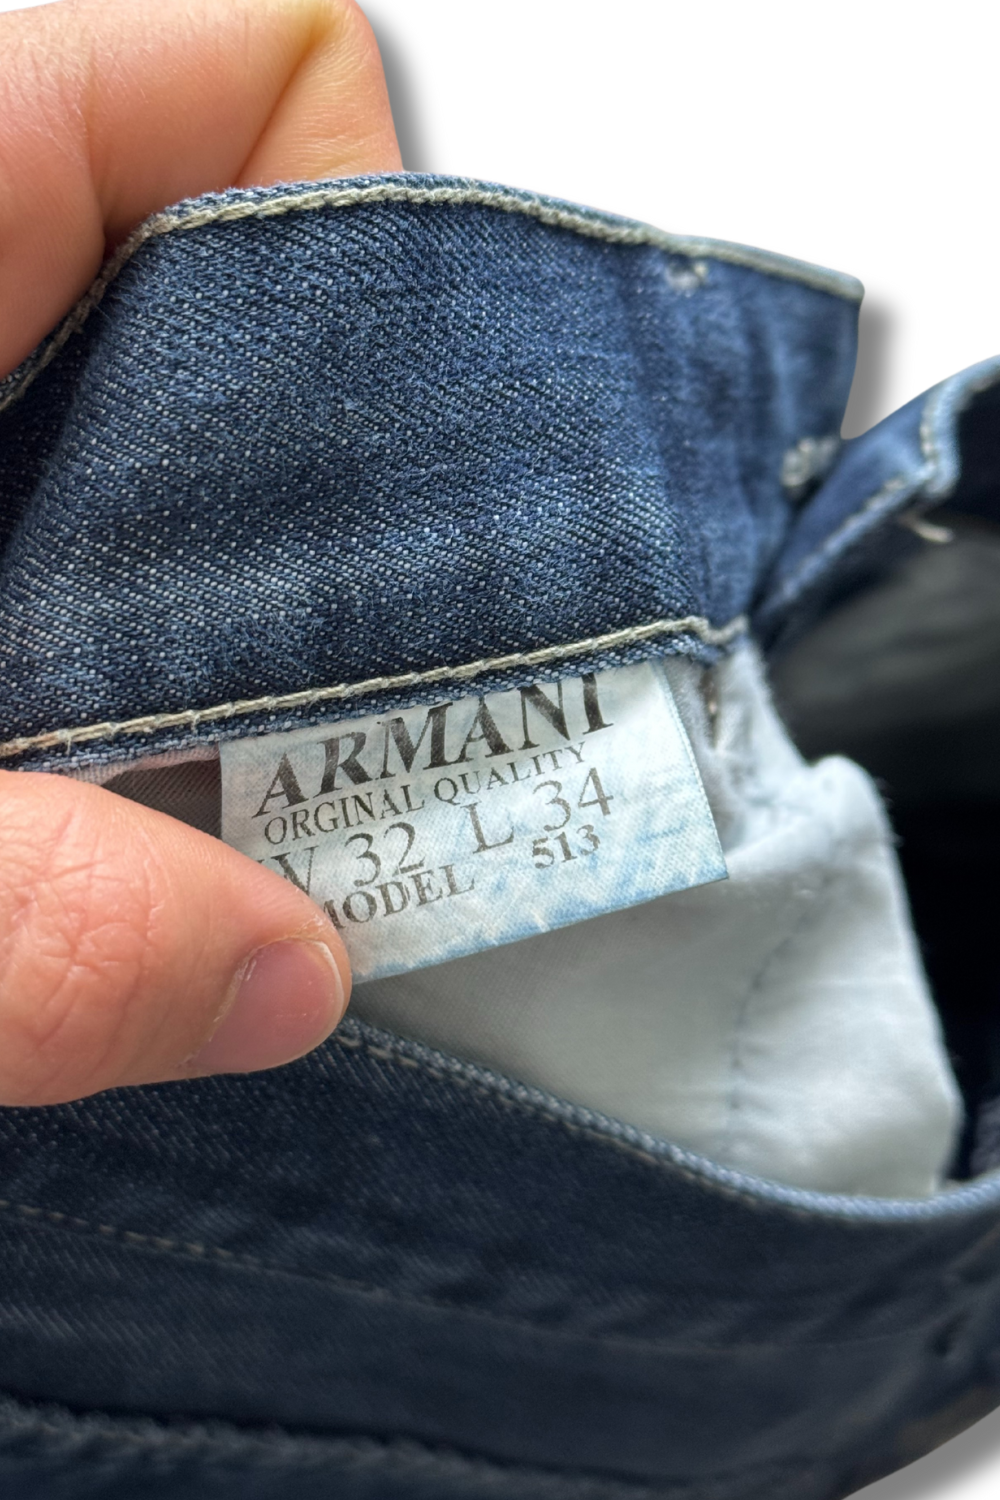 ARMANI
ORGINAL QUALITY
W 32 L 34
MODEL 513